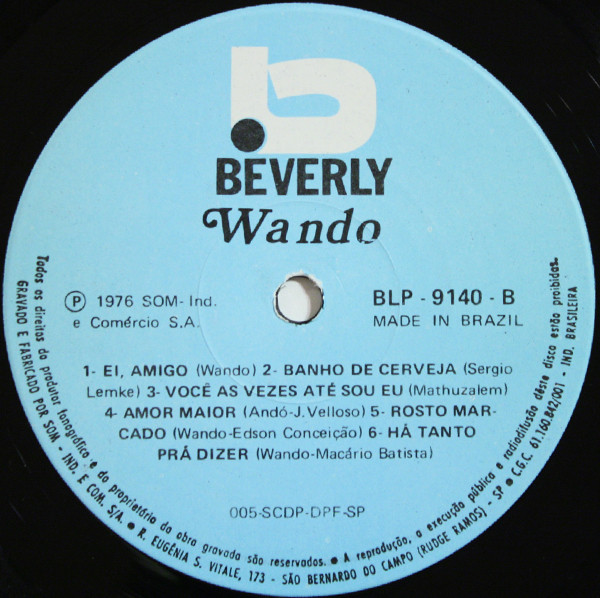 b
BEVERLY
Wando
℗ 1976 SOM- Ind.
e Comércio S.A.
BLP - 9140 - B
MADE IN BRAZIL
1- EI, AMIGO (Wando) 2- BANHO DE CERVEJA (Sergio
Lemke) 3- VOCÊ AS VEZES ATÉ SOU EU (Mathuzalem)
4- AMOR MAIOR (Andó-J.Velloso) 5- ROSTO MAR-
CADO (Wando-Edson Conceição) 6- HÁ TANTO
PRÁ DIZER (Wando-Macário Batista)
005-SCDP-DPF-SP
Todos os direitos do produtor fonográfico e do proprietário da obra gravada são reservados. • A reprodução, a execução pública e radiodifusão dêste disco estão proibidas.
GRAVADO E FABRICADO POR SOM - IND. E COM. S/A. • R. EUGÊNIA S. VITALE, 173 - SÃO BERNARDO DO CAMPO (RUDGE RAMOS) - SP • C.G.C. 61.160.842/001 - IND. BRASILEIRA